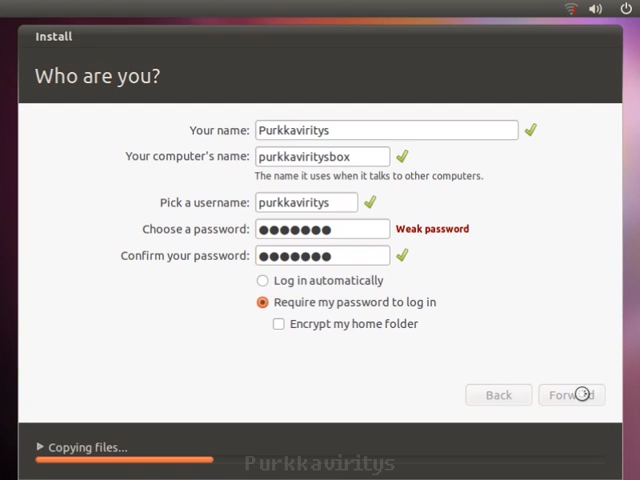 Install
Who are you?
Your name: Purkkaviritys
Your computer's name: purkkaviritysbox
The name it uses when it talks to other computers.
Pick a username: purkkaviritys
Choose a password: ●●●●●●● Weak password
Confirm your password: ●●●●●●●
Log in automatically
Require my password to log in
Encrypt my home folder
Back Forward
Copying files...
Purkkaviritys